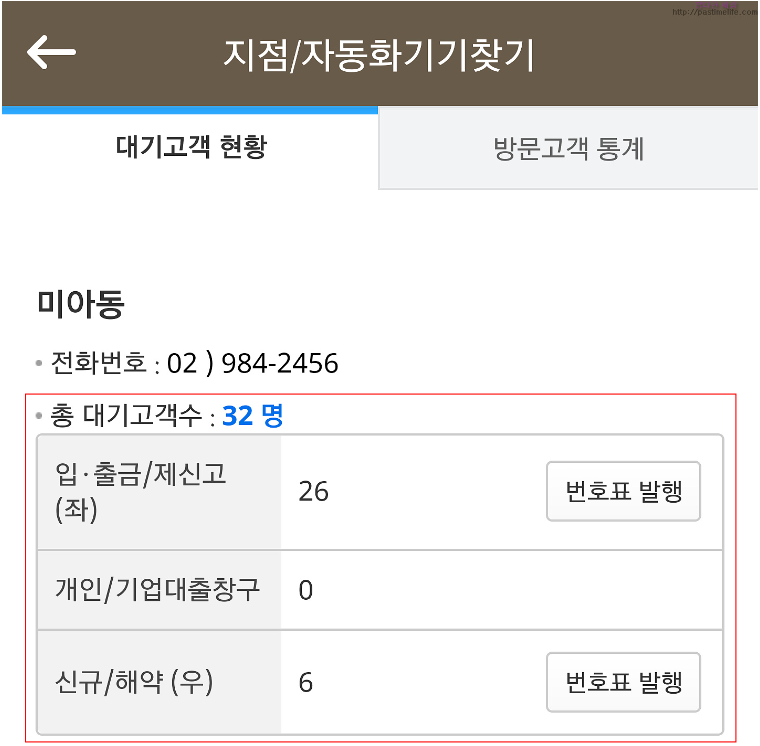 http://pastimelife.com
지점/자동화기기찾기
대기고객 현황
방문고객 통계
미아동
• 전화번호 : 02 ) 984-2456
• 총 대기고객수 : 32 명
입·출금/제신고
(좌)
26
번호표 발행
개인/기업대출창구
0
신규/해약 (우)
6
번호표 발행